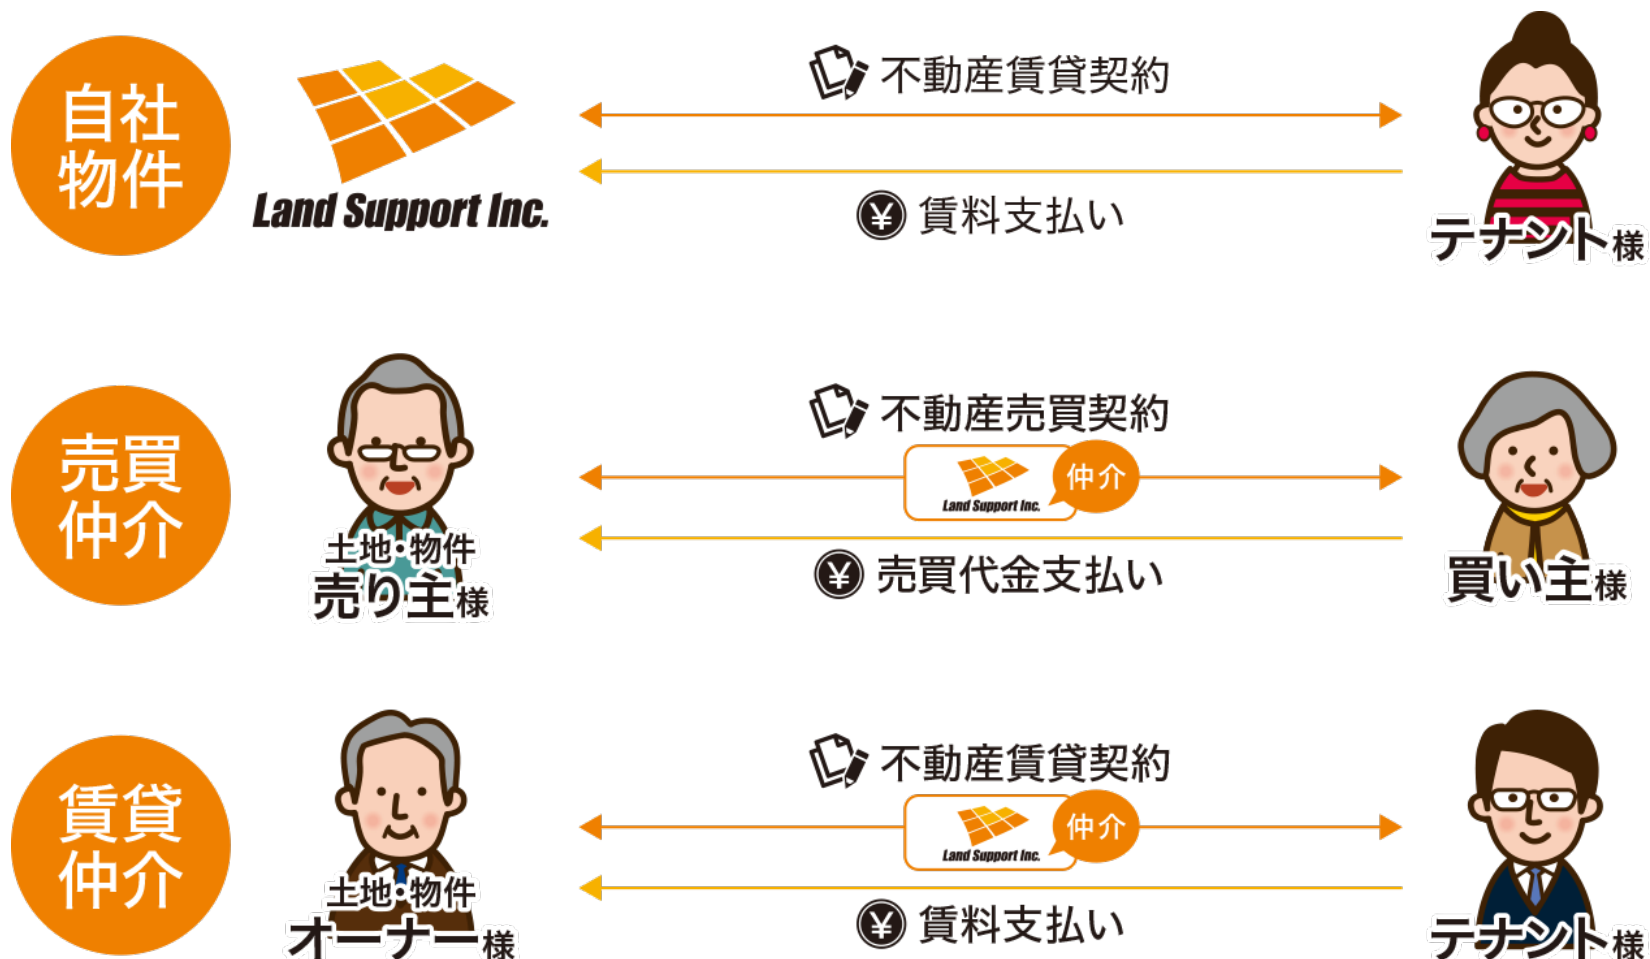 自社
物件
Land Support Inc.
不動産賃貸契約
¥ 賃料支払い
テナント様
売買
仲介
土地・物件
売り主様
不動産売買契約
Land Support Inc.
仲介
¥ 売買代金支払い
買い主様
賃貸
仲介
土地・物件
オーナー様
不動産賃貸契約
Land Support Inc.
仲介
¥ 賃料支払い
テナント様